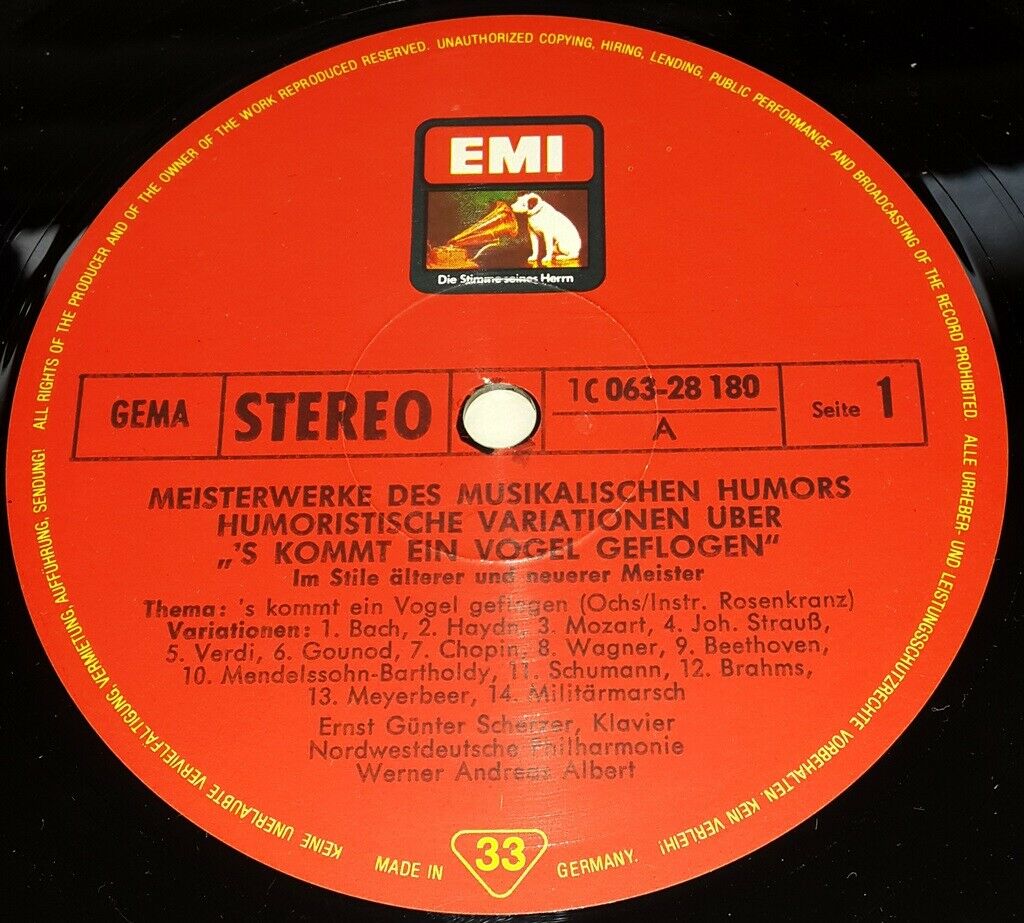 ALL RIGHTS OF THE PRODUCER AND OF THE OWNER OF THE WORK REPRODUCED RESERVED. UNAUTHORIZED COPYING, HIRING, LENDING, PUBLIC PERFORMANCE AND BROADCASTING OF THE RECORD PROHIBITED. ALLE URHEBER- UND LEISTUNGSSCHUTZRECHTE VORBEHALTEN. KEIN VERLEIH!
KEINE UNERLAUBTE VERVIELFÄLTIGUNG, VERMIETUNG, AUFFÜHRUNG, SENDUNG!
EMI
Die Stimme seines Herrn
GEMA
STEREO
1C 063-28 180
A
Seite 1
MEISTERWERKE DES MUSIKALISCHEN HUMORS
HUMORISTISCHE VARIATIONEN ÜBER
„'S KOMMT EIN VOGEL GEFLOGEN“
Im Stile älterer und neuerer Meister
Thema: 's kommt ein Vogel geflogen (Ochs/Instr. Rosenkranz)
Variationen: 1. Bach, 2. Haydn, 3. Mozart, 4. Joh. Strauß,
5. Verdi, 6. Gounod, 7. Chopin, 8. Wagner, 9. Beethoven,
10. Mendelssohn-Bartholdy, 11. Schumann, 12. Brahms,
13. Meyerbeer, 14. Militärmarsch
Ernst Günter Scherzer, Klavier
Nordwestdeutsche Philharmonie
Werner Andreas Albert
MADE IN 33 GERMANY.